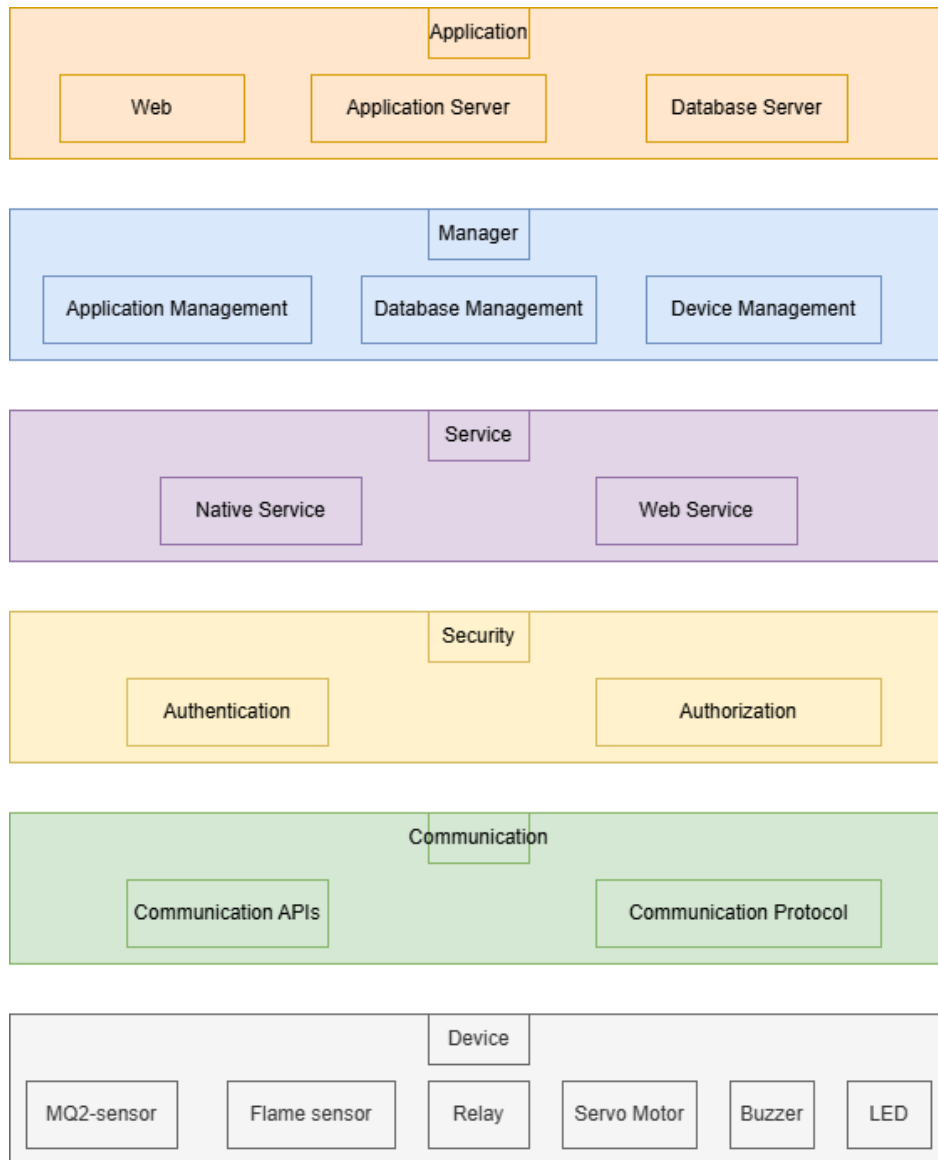 Application
Web
Application Server
Database Server
Manager
Application Management
Database Management
Device Management
Service
Native Service
Web Service
Security
Authentication
Authorization
Communication
Communication APIs
Communication Protocol
Device
MQ2-sensor
Flame sensor
Relay
Servo Motor
Buzzer
LED